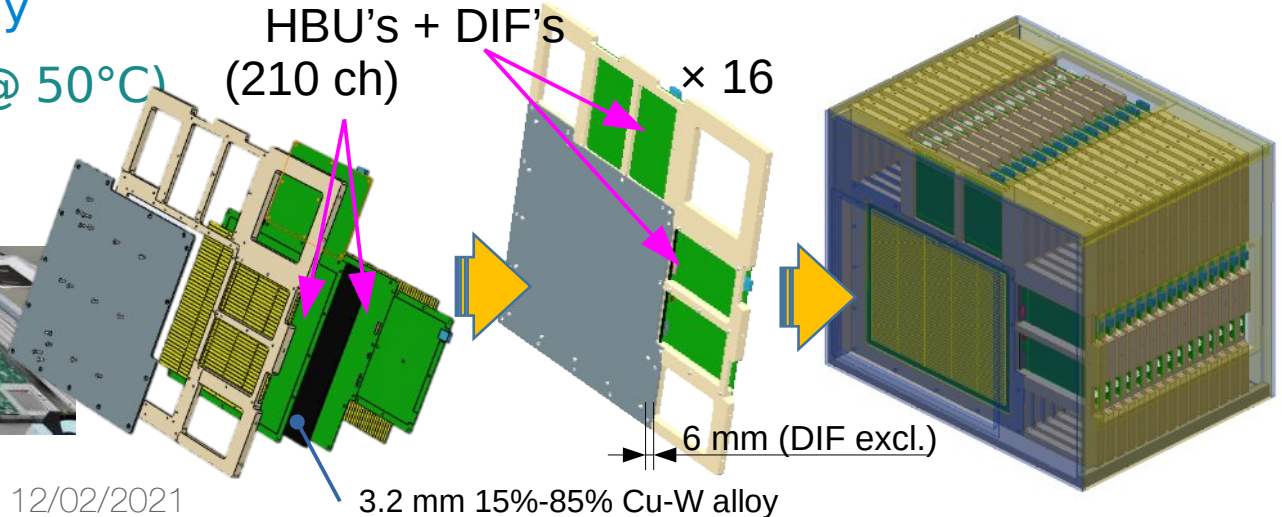 y
@ 50°C)
HBU's + DIF's
(210 ch)
× 16
6 mm (DIF excl.)
3.2 mm 15%-85% Cu-W alloy
12/02/2021